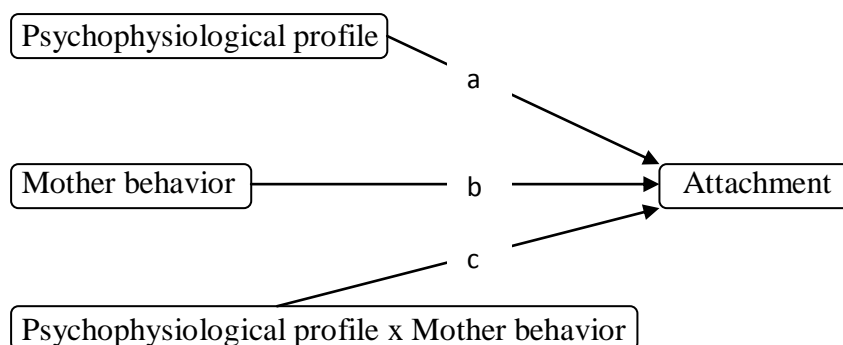 Psychophysiological profile
a
Mother behavior
b
Attachment
c
Psychophysiological profile x Mother behavior